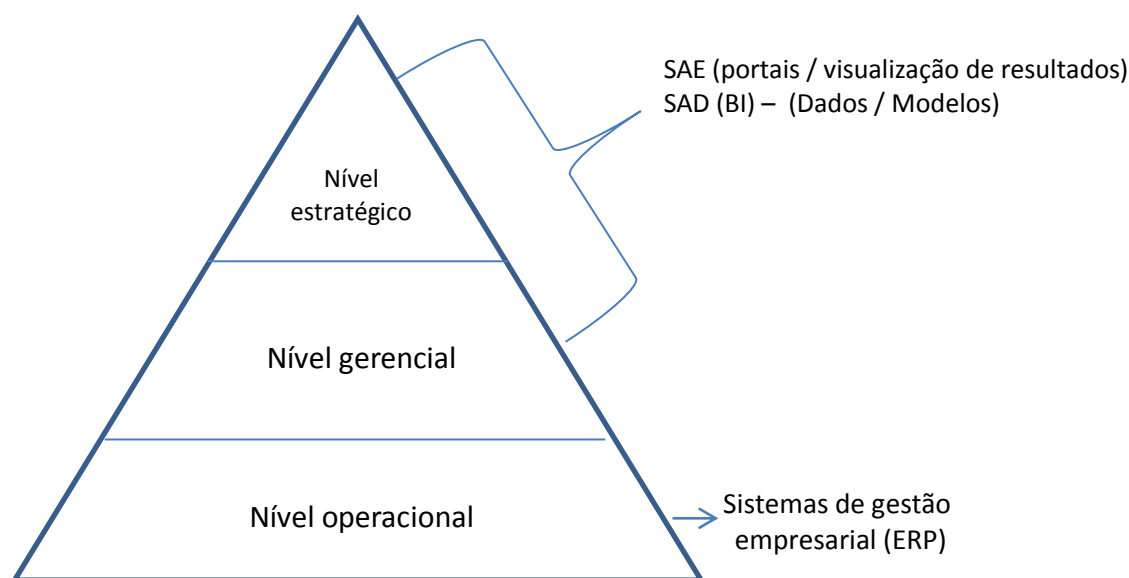 SAE (portais / visualização de resultados)
SAD (BI) – (Dados / Modelos)
Nível
estratégico
Nível gerencial
Nível operacional
Sistemas de gestão
empresarial (ERP)